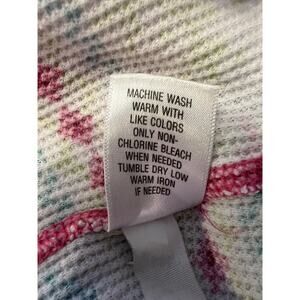 MACHINE WASH
WARM WITH
LIKE COLORS
ONLY NON-
CHLORINE BLEACH
WHEN NEEDED
TUMBLE DRY LOW
WARM IRON
IF NEEDED